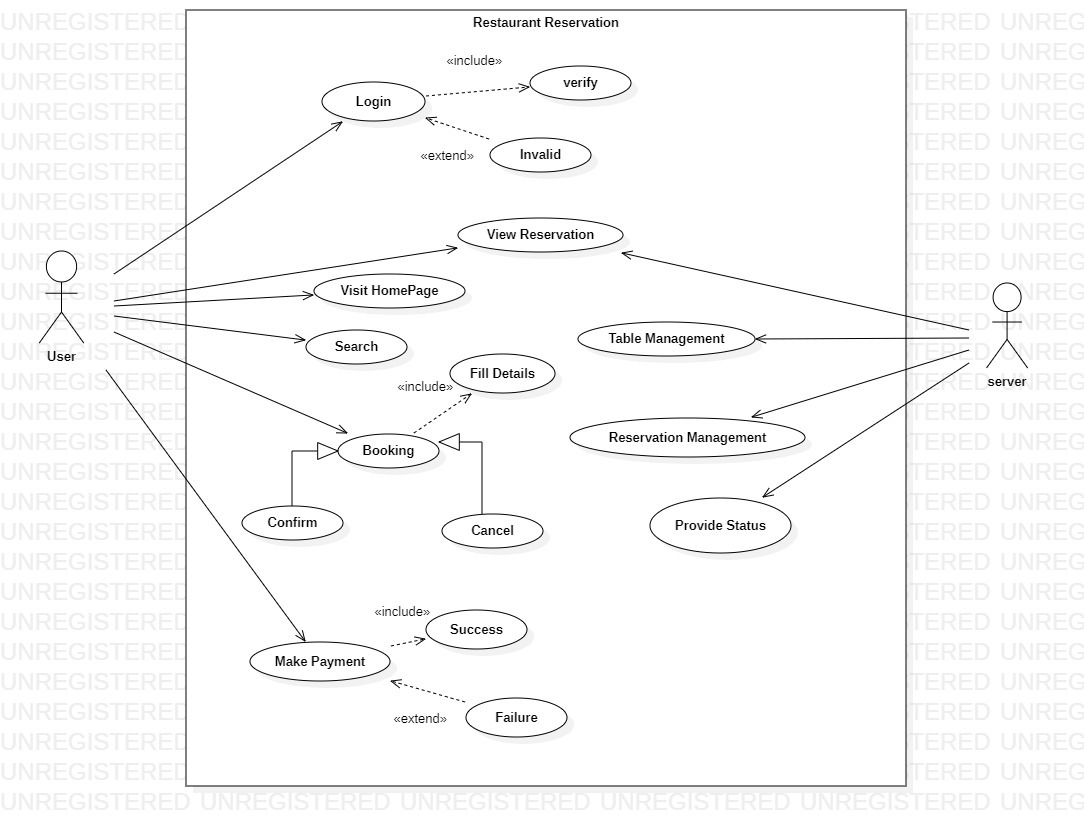 Restaurant Reservation
«include»
verify
Login
«extend»
Invalid
View Reservation
Visit HomePage
Search
Table Management
User
server
Fill Details
«include»
Booking
Reservation Management
Confirm
Cancel
Provide Status
«include»
Success
Make Payment
«extend»
Failure
UNREGISTERED UNREGISTERED UNREGISTERED UNREGISTERED UNREGISTERED UNREG